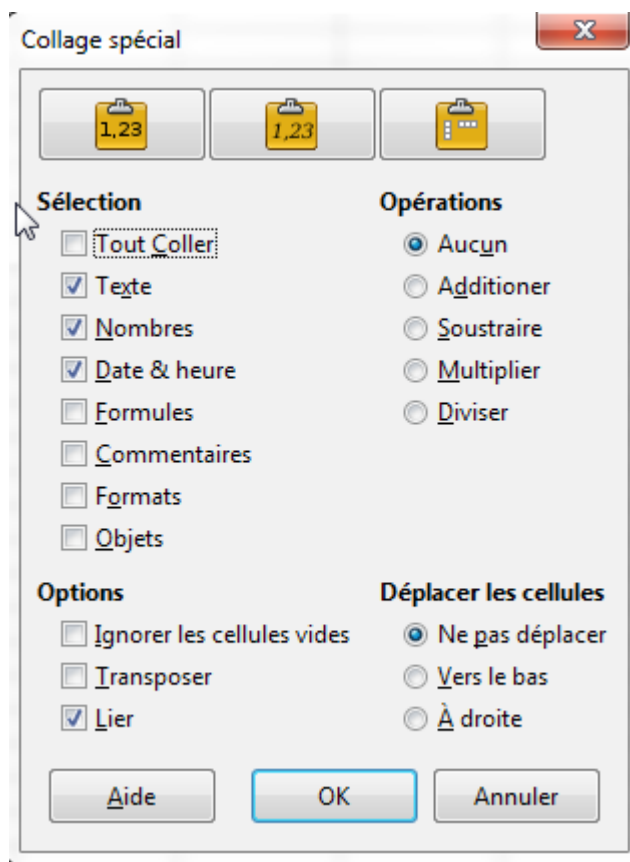 Collage spécial
1,23
1,23
Sélection
Tout Coller
Texte
Nombres
Date & heure
Formules
Commentaires
Formats
Objets
Opérations
Aucun
Additioner
Soustraire
Multiplier
Diviser
Options
Ignorer les cellules vides
Transposer
Lier
Déplacer les cellules
Ne pas déplacer
Vers le bas
À droite
Aide
OK
Annuler